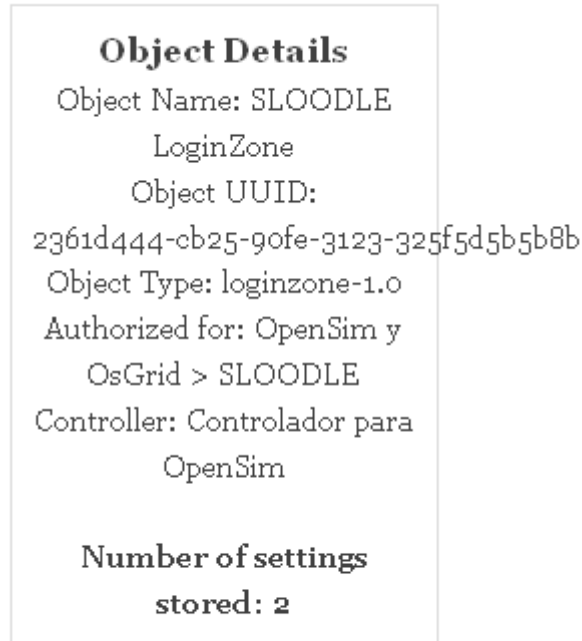 Object Details
Object Name: SLOODLE
LoginZone
Object UUID:
2361d444-cb25-90fe-3123-325f5d5b5b8b
Object Type: loginzone-1.0
Authorized for: OpenSim y
OsGrid > SLOODLE
Controller: Controlador para
OpenSim
Number of settings
stored: 2